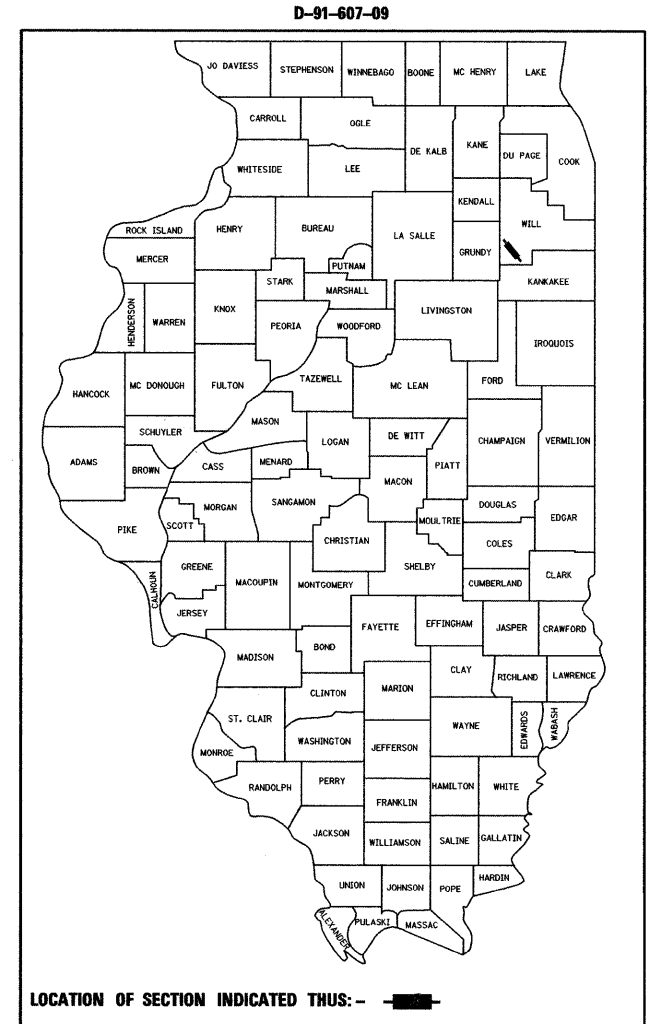 D-91-607-09
JO DAVIESS
STEPHENSON
WINNEBAGO
BOONE
MC HENRY
LAKE
CARROLL
OGLE
DE KALB
KANE
DU PAGE
COOK
WHITESIDE
LEE
KENDALL
WILL
ROCK ISLAND
HENRY
BUREAU
LA SALLE
GRUNDY
MERCER
PUTNAM
KANKAKEE
STARK
MARSHALL
HENDERSON
WARREN
KNOX
PEORIA
WOODFORD
LIVINGSTON
IROQUOIS
HANCOCK
MC DONOUGH
FULTON
TAZEWELL
MC LEAN
FORD
SCHUYLER
MASON
LOGAN
DE WITT
CHAMPAIGN
VERMILION
ADAMS
BROWN
CASS
MENARD
MACON
PIATT
PIKE
SCOTT
MORGAN
SANGAMON
CHRISTIAN
MOULTRIE
DOUGLAS
EDGAR
COLES
CALHOUN
GREENE
MACOUPIN
MONTGOMERY
SHELBY
CUMBERLAND
CLARK
JERSEY
FAYETTE
EFFINGHAM
JASPER
CRAWFORD
MADISON
BOND
CLAY
RICHLAND
LAWRENCE
CLINTON
MARION
ST. CLAIR
WAYNE
EDWARDS
WABASH
MONROE
WASHINGTON
JEFFERSON
RANDOLPH
PERRY
HAMILTON
WHITE
FRANKLIN
JACKSON
WILLIAMSON
SALINE
GALLATIN
UNION
JOHNSON
POPE
HARDIN
ALEXANDER
PULASKI
MASSAC
LOCATION OF SECTION INDICATED THUS: -